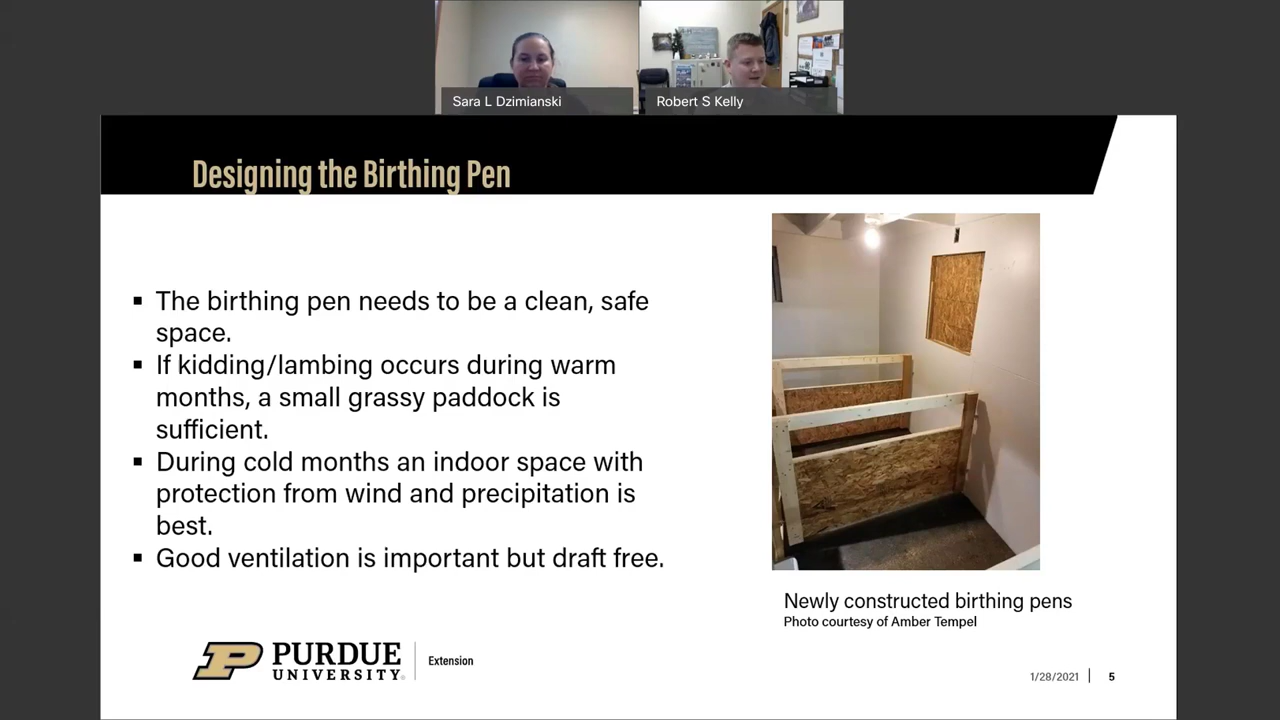 Sara L Dzimianski
Robert S Kelly
Designing the Birthing Pen
▪ The birthing pen needs to be a clean, safe
space.
▪ If kidding/lambing occurs during warm
months, a small grassy paddock is
sufficient.
▪ During cold months an indoor space with
protection from wind and precipitation is
best.
▪ Good ventilation is important but draft free.
Newly constructed birthing pens
Photo courtesy of Amber Tempel
P PURDUE
UNIVERSITY®
Extension
1/28/2021 | 5